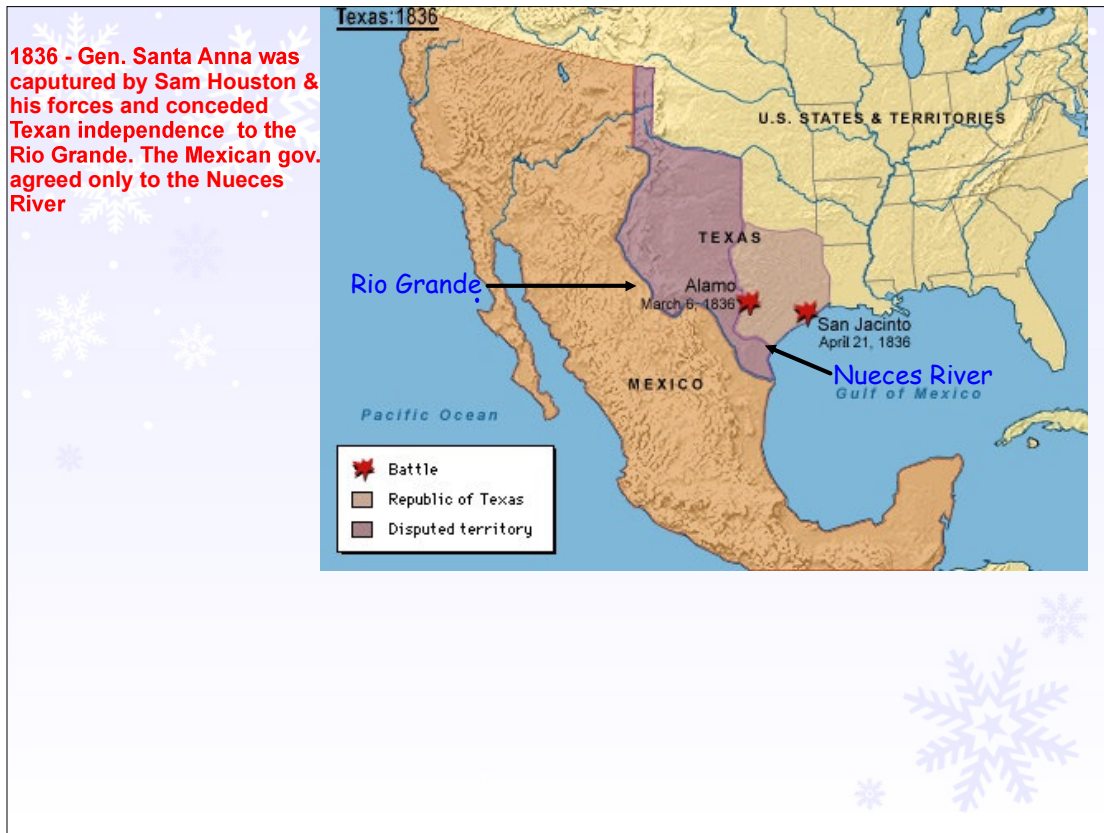 Texas:1836
1836 - Gen. Santa Anna was
caputured by Sam Houston &
his forces and conceded
Texan independence to the
Rio Grande. The Mexican gov.
agreed only to the Nueces
River
U.S. STATES & TERRITORIES
TEXAS
Rio Grande
Alamo
March 6, 1836
San Jacinto
April 21, 1836
Nueces River
MEXICO
Gulf of Mexico
Pacific Ocean
Battle
Republic of Texas
Disputed territory